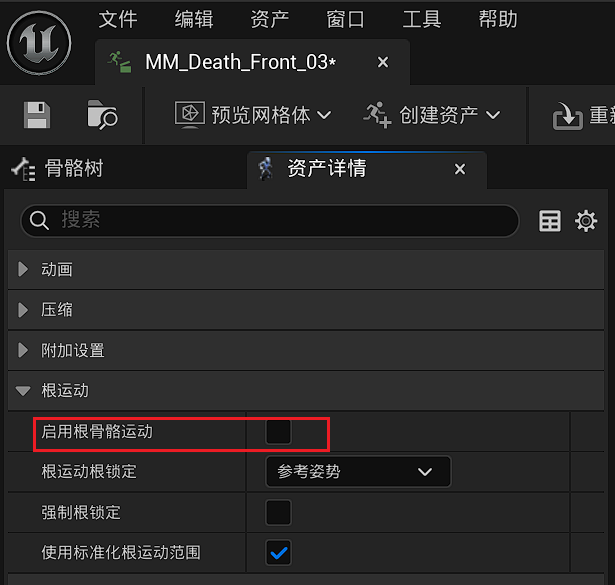 文件 编辑 资产 窗口 工具 帮助
MM_Death_Front_03*
预览网格体 创建资产
骨骼树 资产详情
搜索
动画
压缩
附加设置
根运动
启用根骨骼运动
根运动根锁定 参考姿势
强制根锁定
使用标准化根运动范围